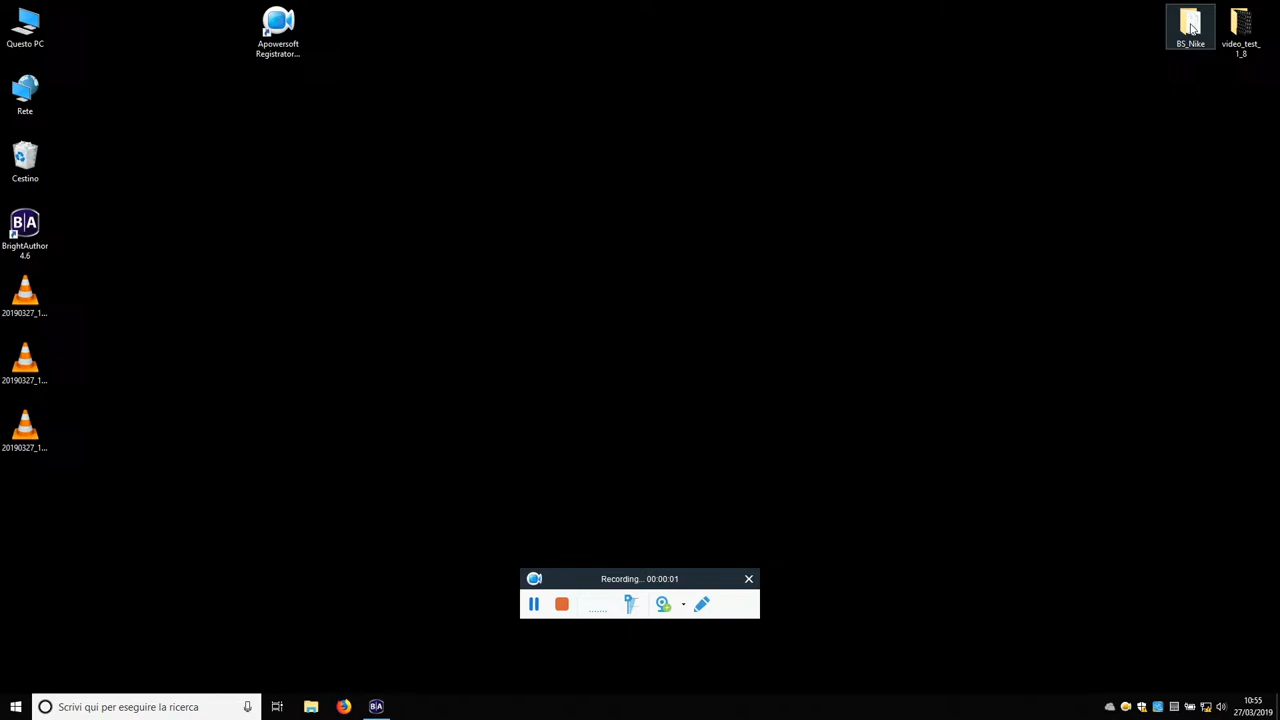 Questo PC
Apowersoft
Registrator...
BS_Nike
video_test_
1_8
Rete
Cestino
B|A
BrightAuthor
4.6
20190327_1...
20190327_1...
20190327_1...
Recording... 00:00:01
Scrivi qui per eseguire la ricerca
B|A
10:55
27/03/2019